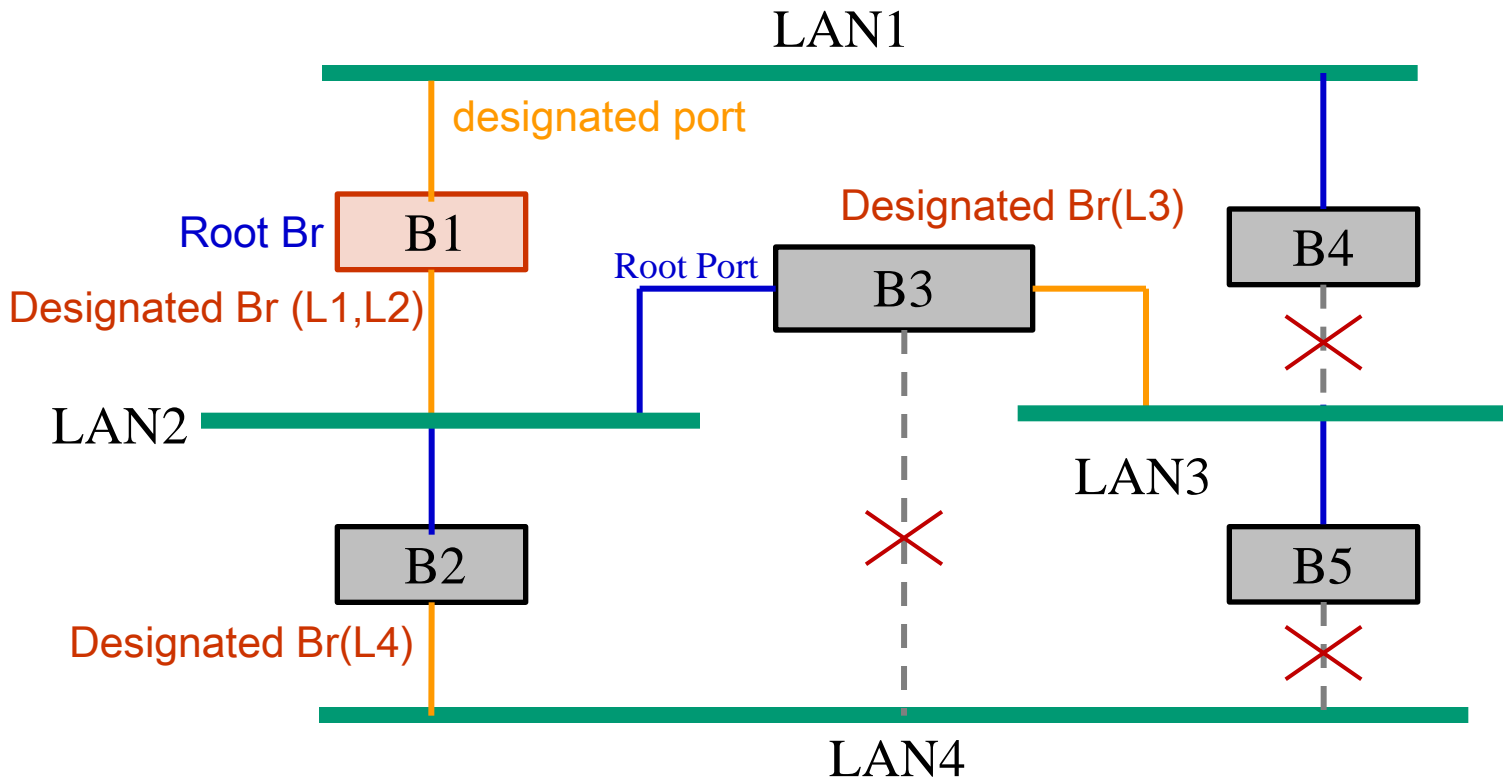 LAN1
designated port
Designated Br(L3)
Root Br
B1
B4
Root Port
B3
Designated Br (L1,L2)
LAN2
LAN3
B2
B5
Designated Br(L4)
LAN4